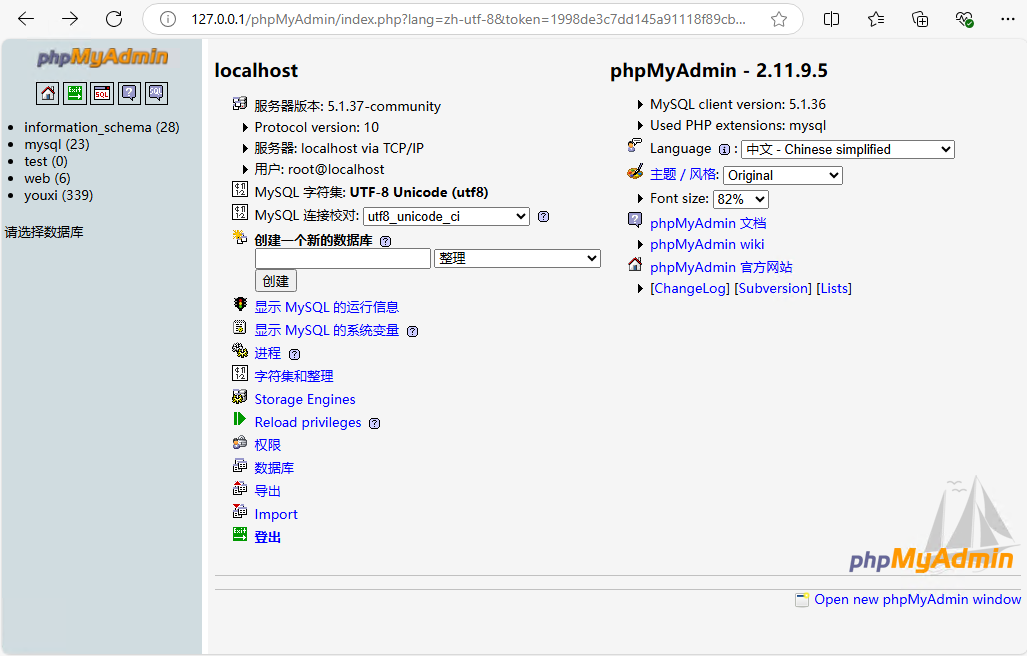 127.0.0.1/phpMyAdmin/index.php?lang=zh-utf-8&token=1998de3c7dd145a91118f89cb...
phpMyAdmin
information_schema (28)
mysql (23)
test (0)
web (6)
youxi (339)
请选择数据库
localhost
服务器版本: 5.1.37-community
Protocol version: 10
服务器: localhost via TCP/IP
用户: root@localhost
MySQL 字符集: UTF-8 Unicode (utf8)
MySQL 连接校对: utf8_unicode_ci
创建一个新的数据库
整理
创建
显示 MySQL 的运行信息
显示 MySQL 的系统变量
进程
字符集和整理
Storage Engines
Reload privileges
权限
数据库
导出
Import
登出
phpMyAdmin - 2.11.9.5
MySQL client version: 5.1.36
Used PHP extensions: mysql
Language : 中文 - Chinese simplified
主题 / 风格: Original
Font size: 82%
phpMyAdmin 文档
phpMyAdmin wiki
phpMyAdmin 官方网站
[ChangeLog] [Subversion] [Lists]
phpMyAdmin
Open new phpMyAdmin window